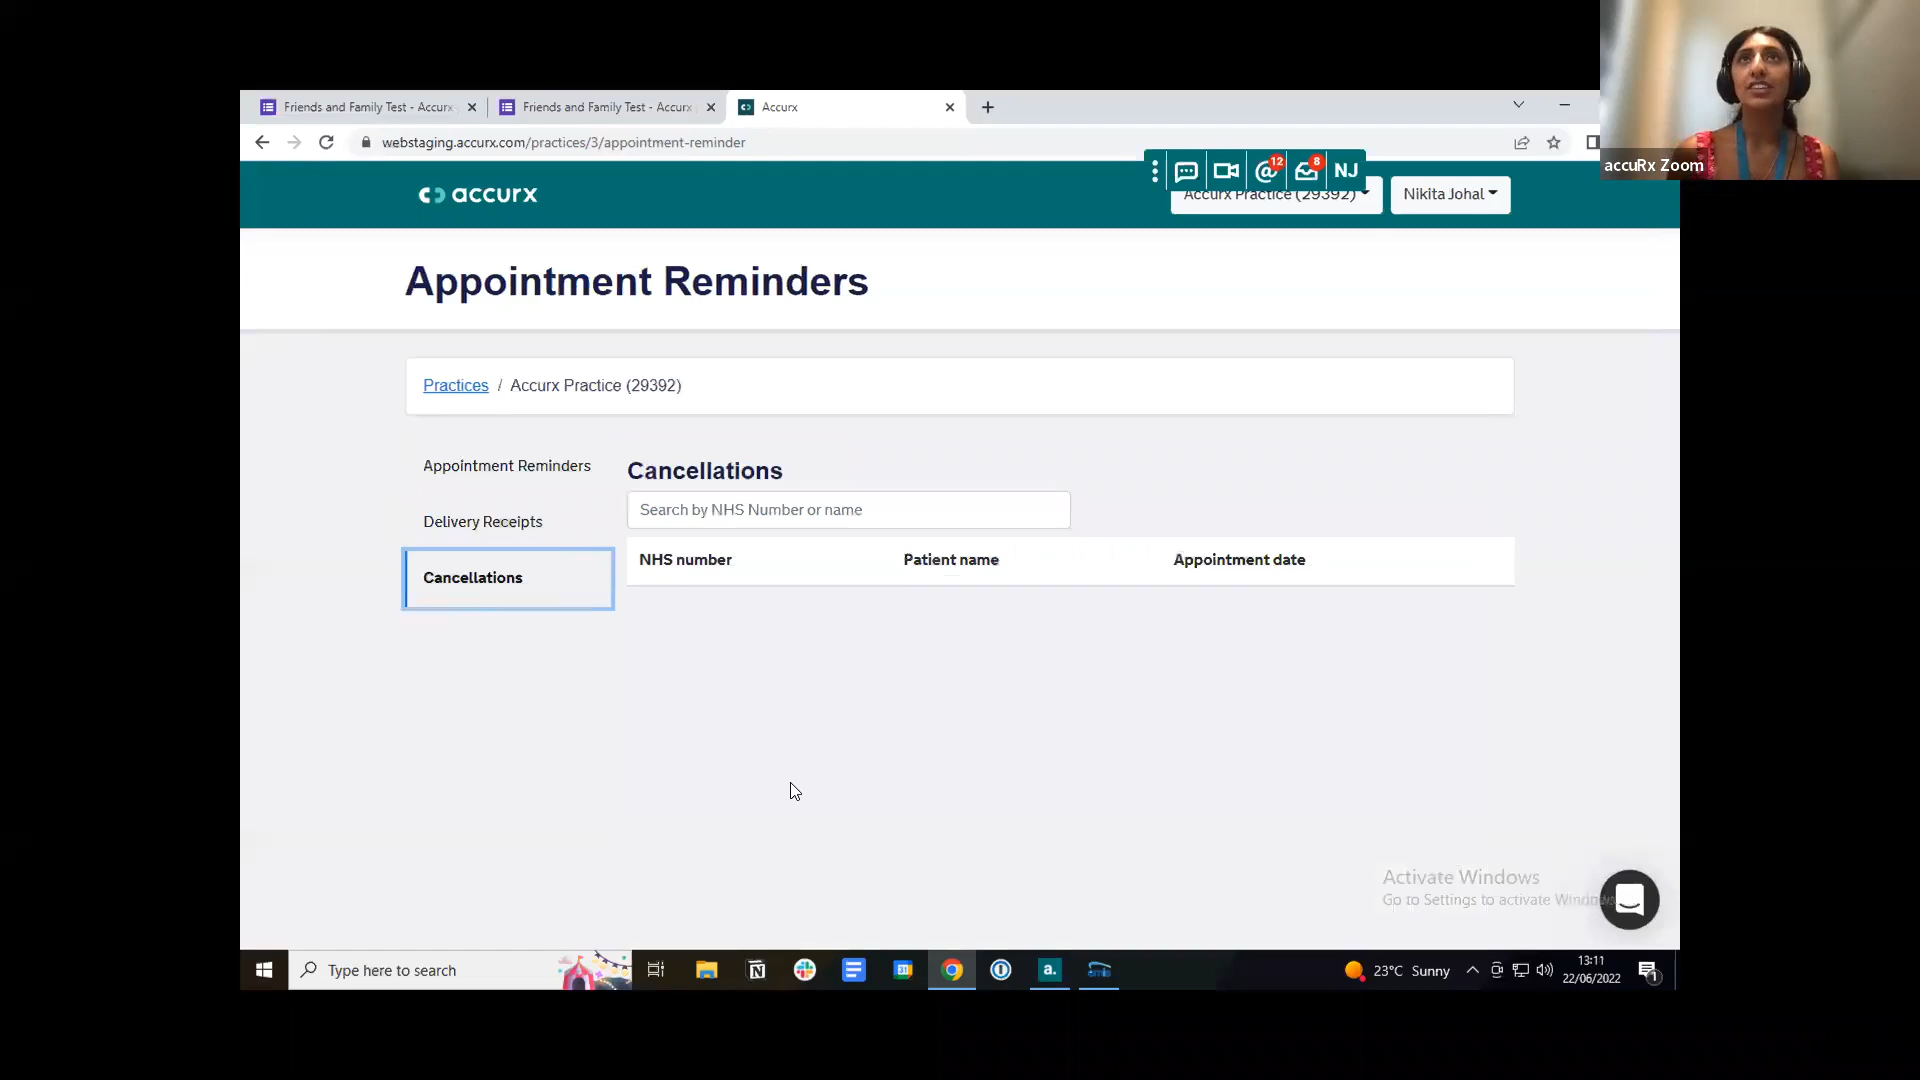 accuRx Zoom
Friends and Family Test - Accurx
Friends and Family Test - Accurx
Accurx
webstaging.accurx.com/practices/3/appointment-reminder
accurx
12
8
NJ
Accurx Practice (29392)
Nikita Johal
Appointment Reminders
Practices / Accurx Practice (29392)
Appointment Reminders
Delivery Receipts
Cancellations
Cancellations
Search by NHS Number or name
NHS number Patient name Appointment date
Activate Windows
Go to Settings to activate Windows
Type here to search
23°C Sunny
13:11
22/06/2022
1